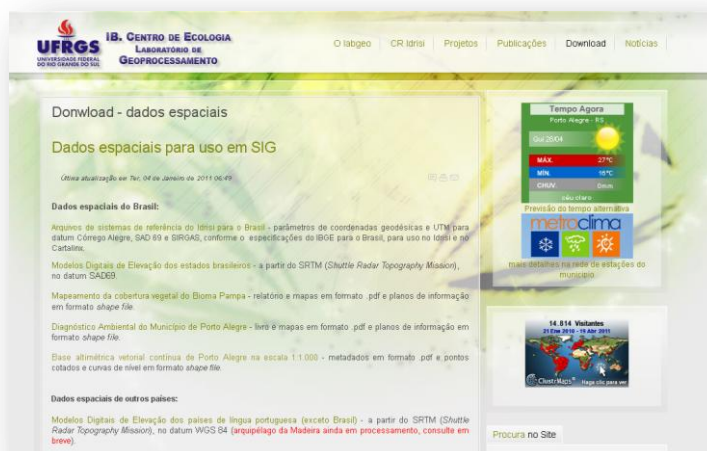 UFRGS
UNIVERSIDADE FEDERAL
DO RIO GRANDE DO SUL
IB. CENTRO DE ECOLOGIA
LABORATÓRIO DE
GEOPROCESSAMENTO
O labgeo
CR Idrisi
Projetos
Publicações
Download
Notícias
Donwload - dados espaciais
Dados espaciais para uso em SIG
Última atualização em Ter, 04 de Janeiro de 2011 06:49
Dados espaciais do Brasil:
Arquivos de sistemas de referência do Idrisi para o Brasil - parâmetros de coordenadas geodésicas e UTM para
datum Córrego Alegre, SAD 69 e SIRGAS, conforme o especificações do IBGE para o Brasil, para uso no Idrisi e no
Cartalinx.
Modelos Digitais de Elevação dos estados brasileiros - a partir do SRTM (Shuttle Radar Topography Mission),
no datum SAD69.
Mapeamento da cobertura vegetal do Bioma Pampa - relatório e mapas em formato .pdf e planos de informação
em formato shape file.
Diagnóstico Ambiental do Município de Porto Alegre - livro e mapas em formato .pdf e planos de informação em
formato shape file.
Base altimétrica vetorial contínua de Porto Alegre na escala 1:1.000 - metadados em formato .pdf e pontos
cotados e curvas de nível em formato shape file.
Dados espaciais de outros países:
Modelos Digitais de Elevação dos países de língua portuguesa (exceto Brasil) - a partir do SRTM (Shuttle
Radar Topography Mission), no datum WGS 84 (arquipélago da Madeira ainda em processamento, consulte em
breve).
Tempo Agora
Porto Alegre - RS
Qui 28/04
MÁX. 27°C
MÍN. 16°C
CHUV. 0mm
céu claro
Previsão do tempo alternativa
metroclima
mais detalhes na rede de estações do
município
14.814 Visitantes
21 Ene 2010 - 19 Abr 2011
ClustrMaps
Haga clic para ver
Procura no Site